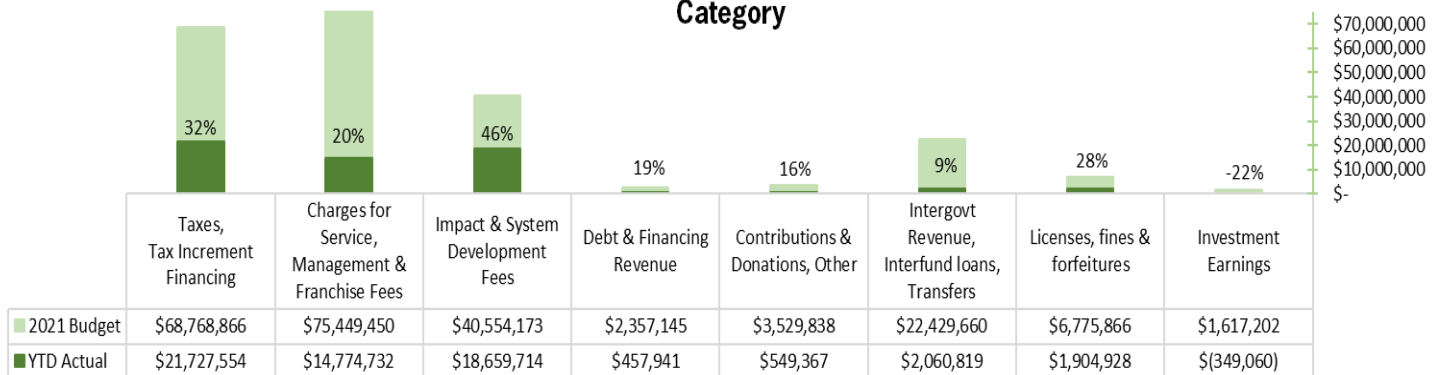 Category
$70,000,000
$60,000,000
$50,000,000
$40,000,000
$30,000,000
$20,000,000
$10,000,000
$-
32%
20%
46%
19%
16%
9%
28%
-22%
Taxes,
Tax Increment
Financing
Charges for
Service,
Management &
Franchise Fees
Impact & System
Development
Fees
Debt & Financing
Revenue
Contributions &
Donations, Other
Intergovt
Revenue,
Interfund loans,
Transfers
Licenses, fines &
forfeitures
Investment
Earnings
2021 Budget $68,768,866 $75,449,450 $40,554,173 $2,357,145 $3,529,838 $22,429,660 $6,775,866 $1,617,202
YTD Actual $21,727,554 $14,774,732 $18,659,714 $457,941 $549,367 $2,060,819 $1,904,928 $(349,060)